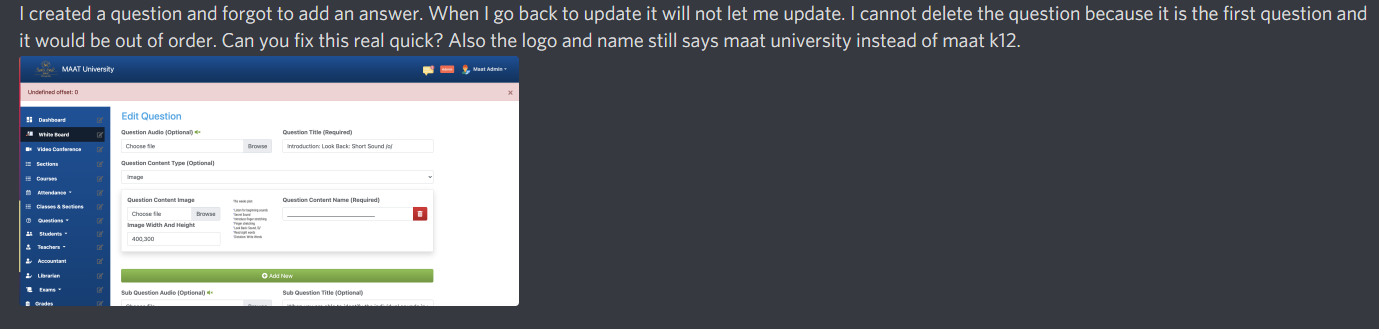 I created a question and forgot to add an answer. When I go back to update it will not let me update. I cannot delete the question because it is the first question and
it would be out of order. Can you fix this real quick? Also the logo and name still says maat university instead of maat k12.
MAAT University
Maat Admin
Undefined offset: 0
×
Dashboard
White Board
Video Conference
Sections
Courses
Attendance
Classes & Sections
Questions
Students
Teachers
Accountant
Librarian
Exams
Grades
Edit Question
Question Audio (Optional)
Question Title (Required)
Choose file
Browse
Introduction: Look Back: Short Sound /o/
Question Content Type (Optional)
Image
Question Content Image
Question Content Name (Required)
Choose file
Browse
Image Width And Height
400,300
Add New
Sub Question Audio (Optional)
Sub Question Title (Optional)